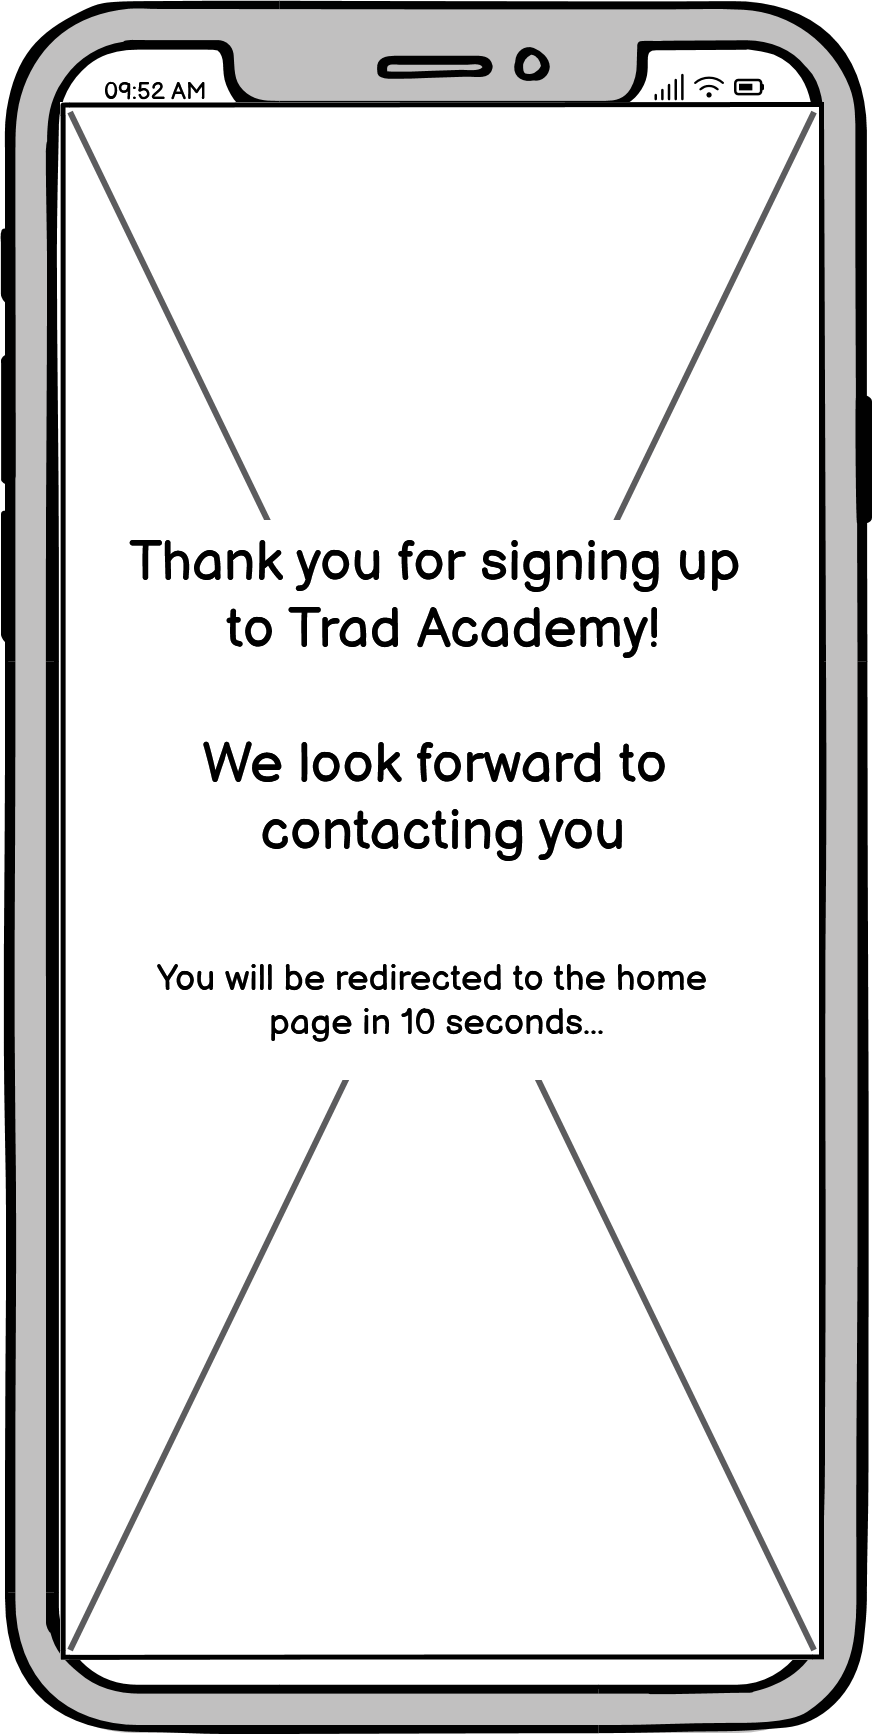 09:52 AM
Thank you for signing up
to Trad Academy!
We look forward to
contacting you
You will be redirected to the home
page in 10 seconds...